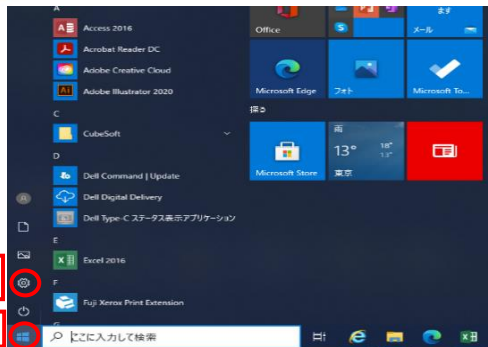 A
Access 2016
Acrobat Reader DC
Adobe Creative Cloud
Adobe Illustrator 2020
C
CubeSoft
D
Dell Command | Update
Dell Digital Delivery
Dell Type-C ステータス表示アプリケーション
E
Excel 2016
F
Fuji Xerox Print Extension
G
ここに入力して検索
Office
ます
メール
Microsoft Edge
フォト
Microsoft To...
探る
Microsoft Store
雨
13°
18°
13°
東京